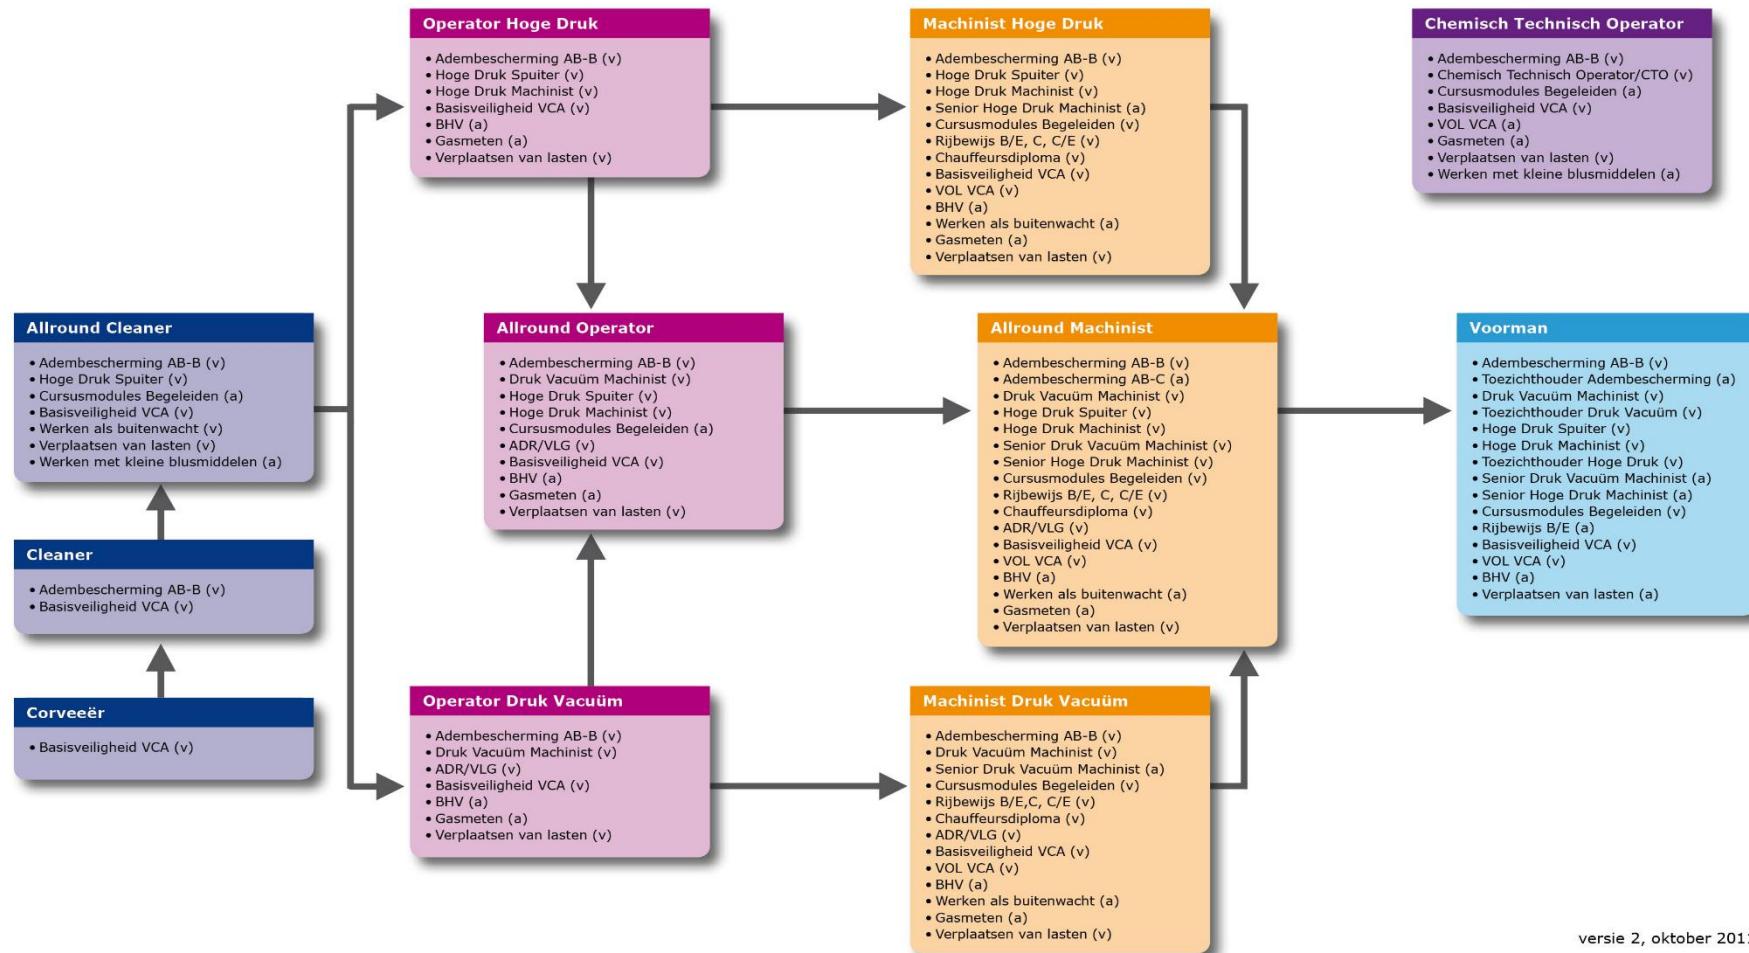 Operator Hoge Druk
• Adembescherming AB-B (v)
• Hoge Druk Spuiter (v)
• Hoge Druk Machinist (v)
• Basisveiligheid VCA (v)
• BHV (a)
• Gasmeten (a)
• Verplaatsen van lasten (v)
Machinist Hoge Druk
• Adembescherming AB-B (v)
• Hoge Druk Spuiter (v)
• Hoge Druk Machinist (v)
• Senior Hoge Druk Machinist (a)
• Cursusmodules Begeleiden (v)
• Rijbewijs B/E, C, C/E (v)
• Chauffeursdiploma (v)
• Basisveiligheid VCA (v)
• VOL VCA (v)
• BHV (a)
• Werken als buitenwacht (a)
• Gasmeten (a)
• Verplaatsen van lasten (v)
Chemisch Technisch Operator
• Adembescherming AB-B (v)
• Chemisch Technisch Operator/CTO (v)
• Cursusmodules Begeleiden (a)
• Basisveiligheid VCA (v)
• VOL VCA (a)
• Gasmeten (a)
• Verplaatsen van lasten (v)
• Werken met kleine blusmiddelen (a)
Allround Cleaner
• Adembescherming AB-B (v)
• Hoge Druk Spuiter (v)
• Cursusmodules Begeleiden (a)
• Basisveiligheid VCA (v)
• Werken als buitenwacht (v)
• Verplaatsen van lasten (v)
• Werken met kleine blusmiddelen (a)
Allround Operator
• Adembescherming AB-B (v)
• Druk Vacuüm Machinist (v)
• Hoge Druk Spuiter (v)
• Hoge Druk Machinist (v)
• Cursusmodules Begeleiden (a)
• ADR/VLG (v)
• Basisveiligheid VCA (v)
• BHV (a)
• Gasmeten (a)
• Verplaatsen van lasten (v)
Allround Machinist
• Adembescherming AB-B (v)
• Adembescherming AB-C (a)
• Druk Vacuüm Machinist (v)
• Hoge Druk Spuiter (v)
• Hoge Druk Machinist (v)
• Senior Druk Vacuüm Machinist (v)
• Senior Hoge Druk Machinist (v)
• Cursusmodules Begeleiden (v)
• Rijbewijs B/E, C, C/E (v)
• Chauffeursdiploma (v)
• ADR/VLG (v)
• Basisveiligheid VCA (v)
• VOL VCA (v)
• BHV (a)
• Werken als buitenwacht (a)
• Gasmeten (a)
• Verplaatsen van lasten (v)
Voorman
• Adembescherming AB-B (v)
• Toezichthouder Adembescherming (a)
• Druk Vacuüm Machinist (v)
• Toezichthouder Druk Vacuüm (v)
• Hoge Druk Spuiter (v)
• Hoge Druk Machinist (v)
• Toezichthouder Hoge Druk (v)
• Senior Druk Vacuüm Machinist (a)
• Senior Hoge Druk Machinist (a)
• Cursusmodules Begeleiden (v)
• Rijbewijs B/E (a)
• Basisveiligheid VCA (v)
• VOL VCA (v)
• BHV (a)
• Verplaatsen van lasten (a)
Cleaner
• Adembescherming AB-B (v)
• Basisveiligheid VCA (v)
Corveeër
• Basisveiligheid VCA (v)
Operator Druk Vacuüm
• Adembescherming AB-B (v)
• Druk Vacuüm Machinist (v)
• ADR/VLG (v)
• Basisveiligheid VCA (v)
• BHV (a)
• Gasmeten (a)
• Verplaatsen van lasten (v)
Machinist Druk Vacuüm
• Adembescherming AB-B (v)
• Druk Vacuüm Machinist (v)
• Senior Druk Vacuüm Machinist (a)
• Cursusmodules Begeleiden (v)
• Rijbewijs B/E,C, C/E (v)
• Chauffeursdiploma (v)
• ADR/VLG (v)
• Basisveiligheid VCA (v)
• VOL VCA (v)
• BHV (a)
• Werken als buitenwacht (a)
• Gasmeten (a)
• Verplaatsen van lasten (v)
versie 2, oktober